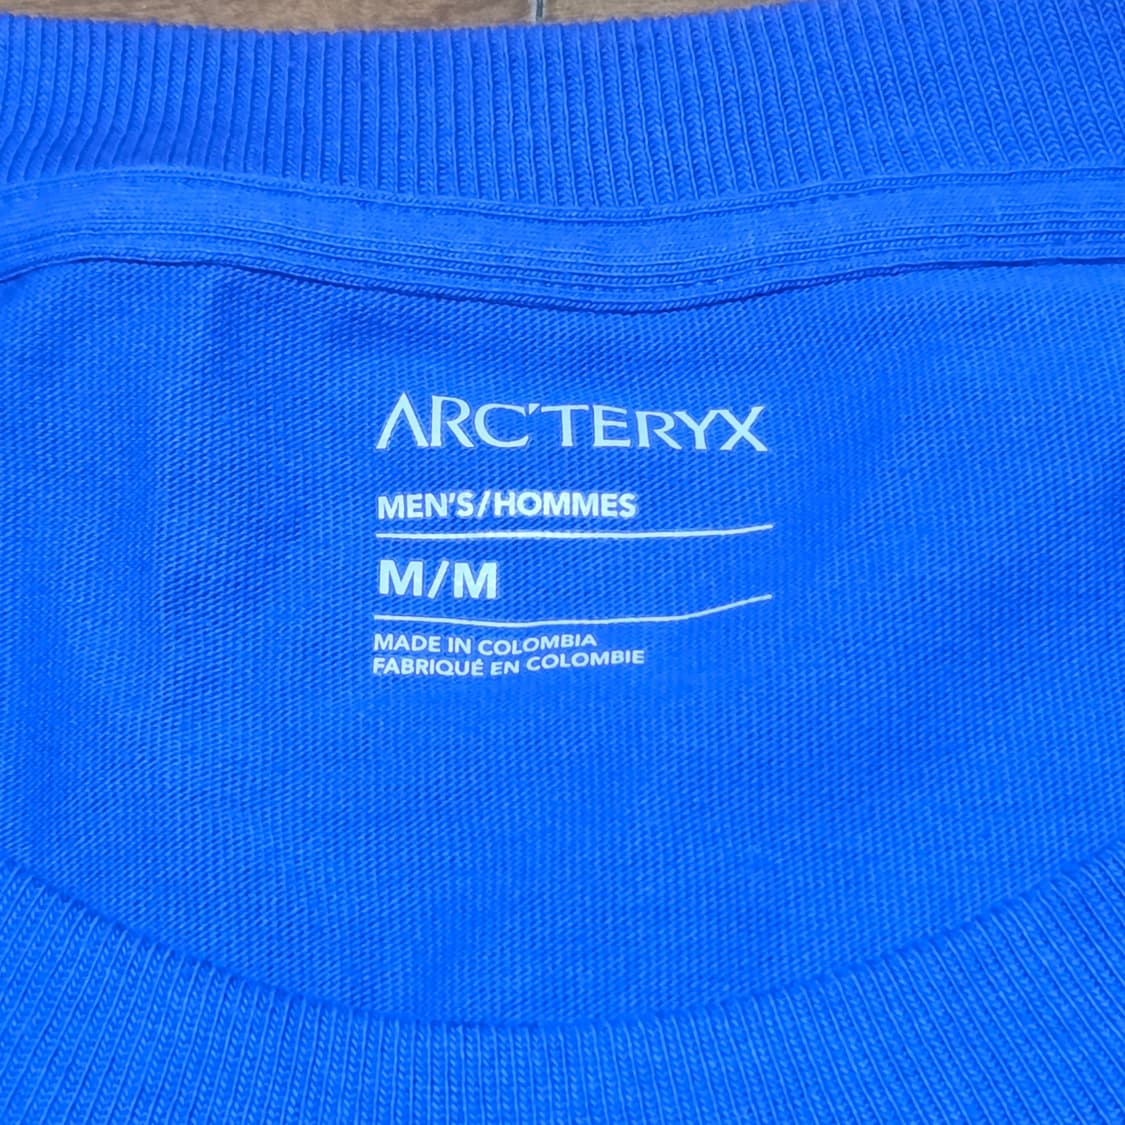 ARC'TERYX
MEN'S/HOMMES
M/M
MADE IN COLOMBIA
FABRIQUÉ EN COLOMBIE